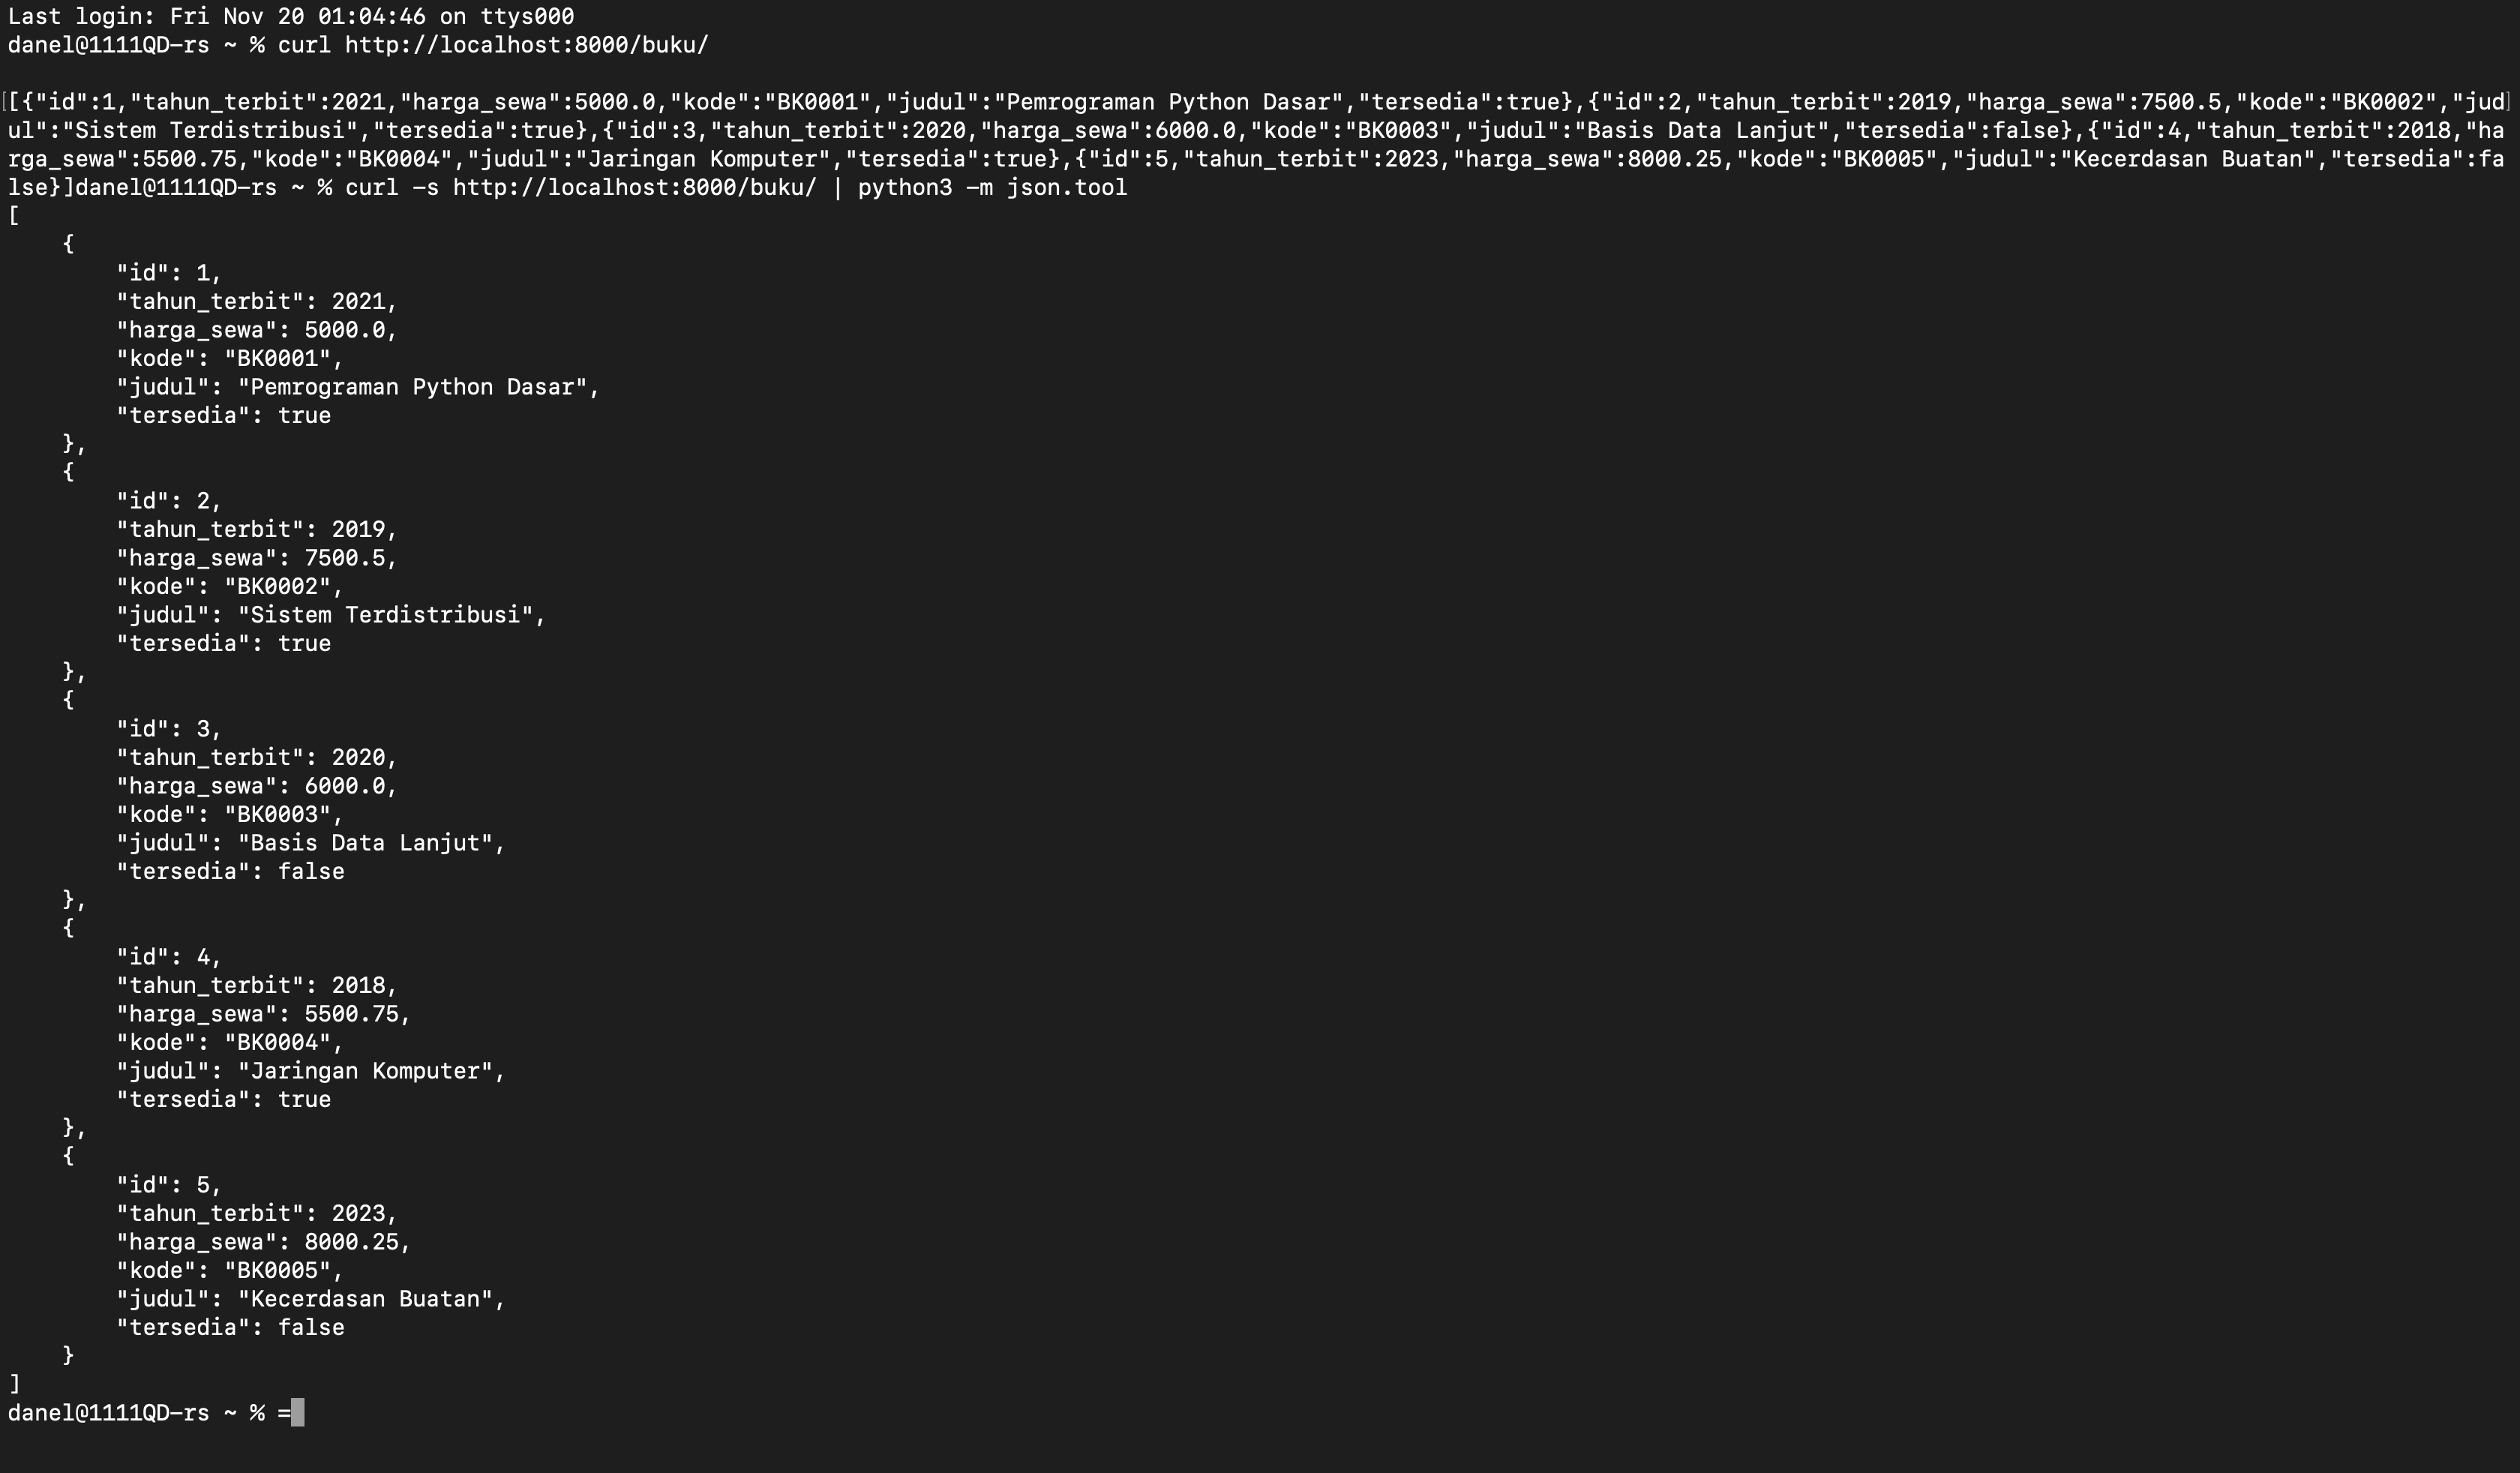 Last login: Fri Nov 20 01:04:46 on ttys000
danel@1111QD-rs ~ % curl http://localhost:8000/buku/
[[{"id":1,"tahun_terbit":2021,"harga_sewa":5000.0,"kode":"BK0001","judul":"Pemrograman Python Dasar","tersedia":true},{"id":2,"tahun_terbit":2019,"harga_sewa":7500.5,"kode":"BK0002","jud]
ul":"Sistem Terdistribusi","tersedia":true},{"id":3,"tahun_terbit":2020,"harga_sewa":6000.0,"kode":"BK0003","judul":"Basis Data Lanjut","tersedia":false},{"id":4,"tahun_terbit":2018,"ha
rga_sewa":5500.75,"kode":"BK0004","judul":"Jaringan Komputer","tersedia":true},{"id":5,"tahun_terbit":2023,"harga_sewa":8000.25,"kode":"BK0005","judul":"Kecerdasan Buatan","tersedia":fa
lse}]danel@1111QD-rs ~ % curl -s http://localhost:8000/buku/ | python3 -m json.tool
[
    {
        "id": 1,
        "tahun_terbit": 2021,
        "harga_sewa": 5000.0,
        "kode": "BK0001",
        "judul": "Pemrograman Python Dasar",
        "tersedia": true
    },
    {
        "id": 2,
        "tahun_terbit": 2019,
        "harga_sewa": 7500.5,
        "kode": "BK0002",
        "judul": "Sistem Terdistribusi",
        "tersedia": true
    },
    {
        "id": 3,
        "tahun_terbit": 2020,
        "harga_sewa": 6000.0,
        "kode": "BK0003",
        "judul": "Basis Data Lanjut",
        "tersedia": false
    },
    {
        "id": 4,
        "tahun_terbit": 2018,
        "harga_sewa": 5500.75,
        "kode": "BK0004",
        "judul": "Jaringan Komputer",
        "tersedia": true
    },
    {
        "id": 5,
        "tahun_terbit": 2023,
        "harga_sewa": 8000.25,
        "kode": "BK0005",
        "judul": "Kecerdasan Buatan",
        "tersedia": false
    }
]
danel@1111QD-rs ~ % =